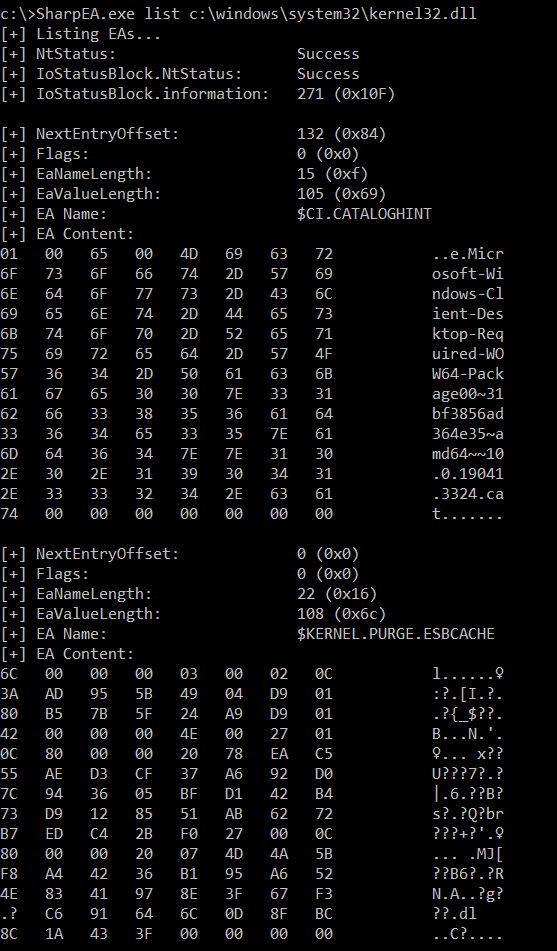 c:\>SharpEA.exe list c:\windows\system32\kernel32.dll
[+] Listing EAs...
[+] NtStatus: Success
[+] IoStatusBlock.NtStatus: Success
[+] IoStatusBlock.information: 271 (0x10F)
[+] NextEntryOffset: 132 (0x84)
[+] Flags: 0 (0x0)
[+] EaNameLength: 15 (0xf)
[+] EaValueLength: 105 (0x69)
[+] EA Name: $CI.CATALOGHINT
[+] EA Content:
01 00 65 00 4D 69 63 72 ..e.Micr
6F 73 6F 66 74 2D 57 69 osoft-Wi
6E 64 6F 77 73 2D 43 6C ndows-Cl
69 65 6E 74 2D 44 65 73 ient-Des
6B 74 6F 70 2D 52 65 71 ktop-Req
75 69 72 65 64 2D 57 4F uired-WO
57 36 34 2D 50 61 63 6B W64-Pack
61 67 65 30 30 7E 33 31 age00~31
62 66 33 38 35 36 61 64 bf3856ad
33 36 34 65 33 35 7E 61 364e35~a
6D 64 36 34 7E 7E 31 30 md64~~10
2E 30 2E 31 39 30 34 31 .0.19041
2E 33 33 32 34 2E 63 61 .3324.ca
74 00 00 00 00 00 00 00 t.......
[+] NextEntryOffset: 0 (0x0)
[+] Flags: 0 (0x0)
[+] EaNameLength: 22 (0x16)
[+] EaValueLength: 108 (0x6c)
[+] EA Name: $KERNEL.PURGE.ESBCACHE
[+] EA Content:
6C 00 00 00 03 00 02 0C l......♀
3A AD 95 5B 49 04 D9 01 :?.[I.?.
80 B5 7B 5F 24 A9 D9 01 .?{_$??.
42 00 00 00 4E 00 27 01 B...N.'.
0C 80 00 00 20 78 EA C5 ♀... x??
55 AE D3 CF 37 A6 92 D0 U???7?.?
7C 94 36 05 BF D1 42 B4 |.6.??B?
73 D9 12 85 51 AB 62 72 s?.?Q?br
B7 ED C4 2B F0 27 00 0C ???+?'.♀
80 00 00 20 07 4D 4A 5B ... .MJ[
F8 A4 42 36 B1 95 A6 52 ??B6?.?R
4E 83 41 97 8E 3F 67 F3 N.A..?g?
.? C6 91 64 6C 0D 8F BC ??.dl
8C 1A 43 3F 00 00 00 00 ..C?....